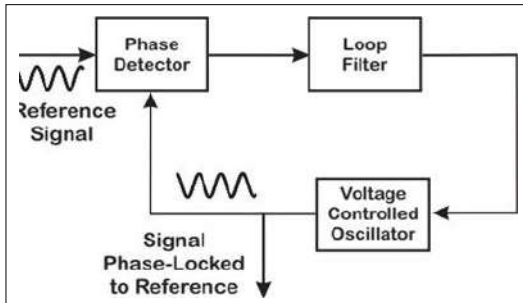 Phase
Detector
Loop
Filter
Reference
Signal
Voltage
Controlled
Oscillator
Signal
Phase-Locked
to Reference